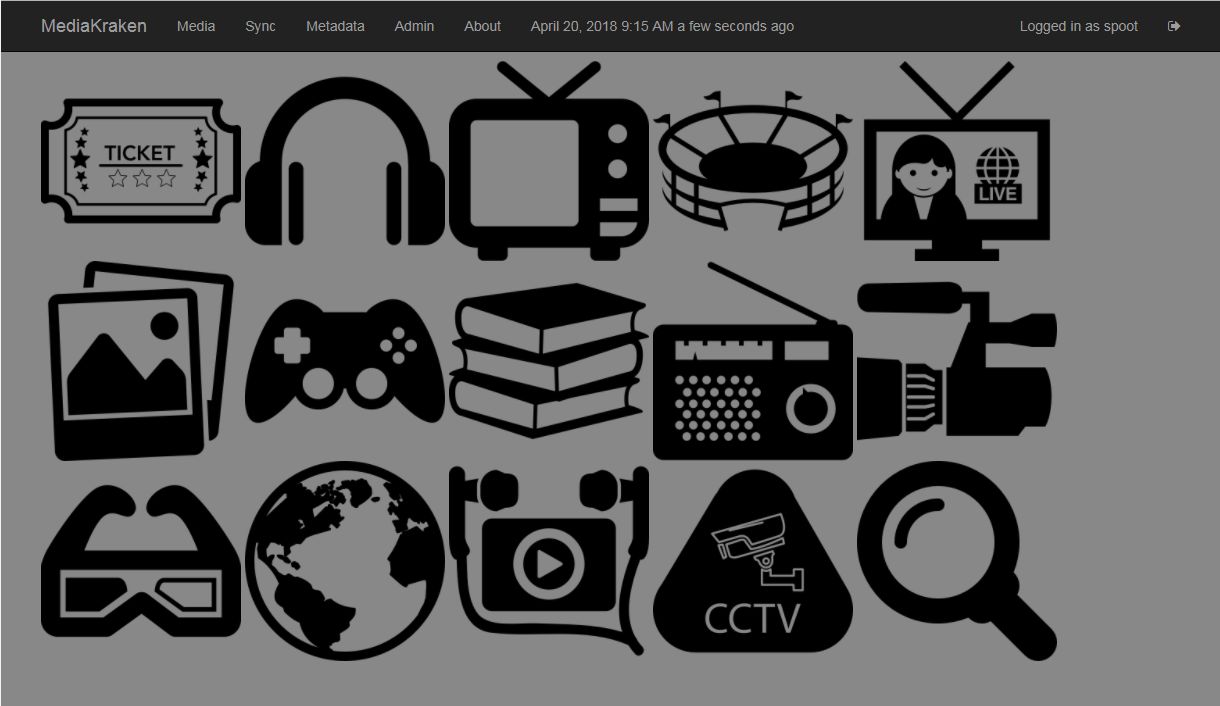 MediaKraken Media Sync Metadata Admin About April 20, 2018 9:15 AM a few seconds ago Logged in as spoot
TICKET
LIVE
CCTV